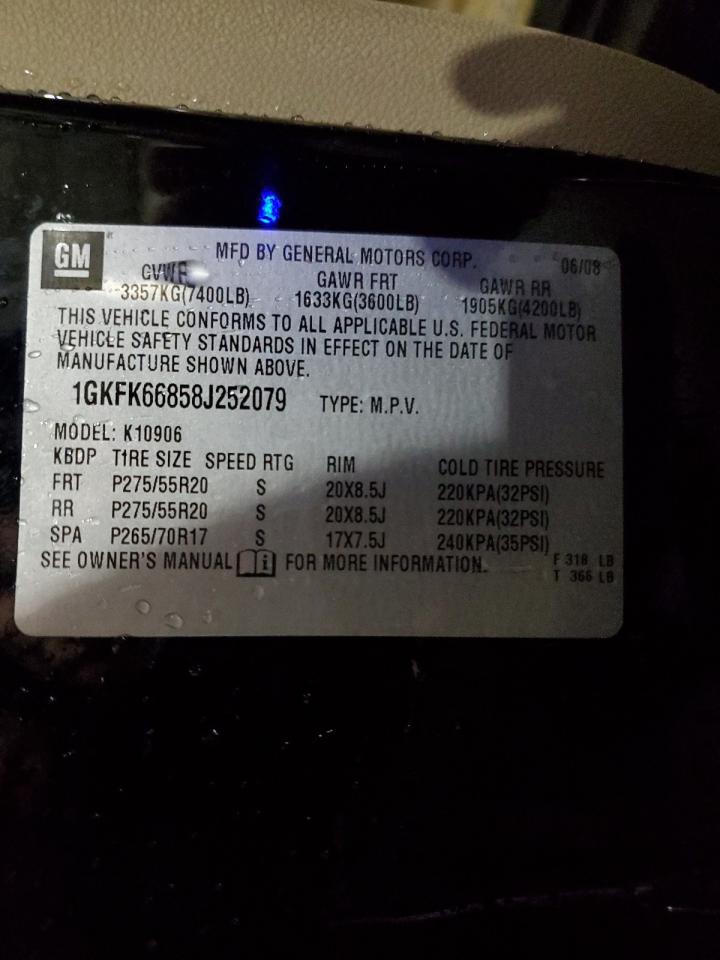 GM MFD BY GENERAL MOTORS CORP. 06/08
GVWR GAWR FRT GAWR RR
3357KG(7400LB) 1633KG(3600LB) 1905KG(4200LB)
THIS VEHICLE CONFORMS TO ALL APPLICABLE U.S. FEDERAL MOTOR
VEHICLE SAFETY STANDARDS IN EFFECT ON THE DATE OF
MANUFACTURE SHOWN ABOVE.
1GKFK66858J252079 TYPE: M.P.V.
MODEL: K10906
KBDP TIRE SIZE SPEED RTG RIM COLD TIRE PRESSURE
FRT P275/55R20 S 20X8.5J 220KPA(32PSI)
RR P275/55R20 S 20X8.5J 220KPA(32PSI)
SPA P265/70R17 S 17X7.5J 240KPA(35PSI)
SEE OWNER'S MANUAL i FOR MORE INFORMATION. F 318 LB
T 366 LB